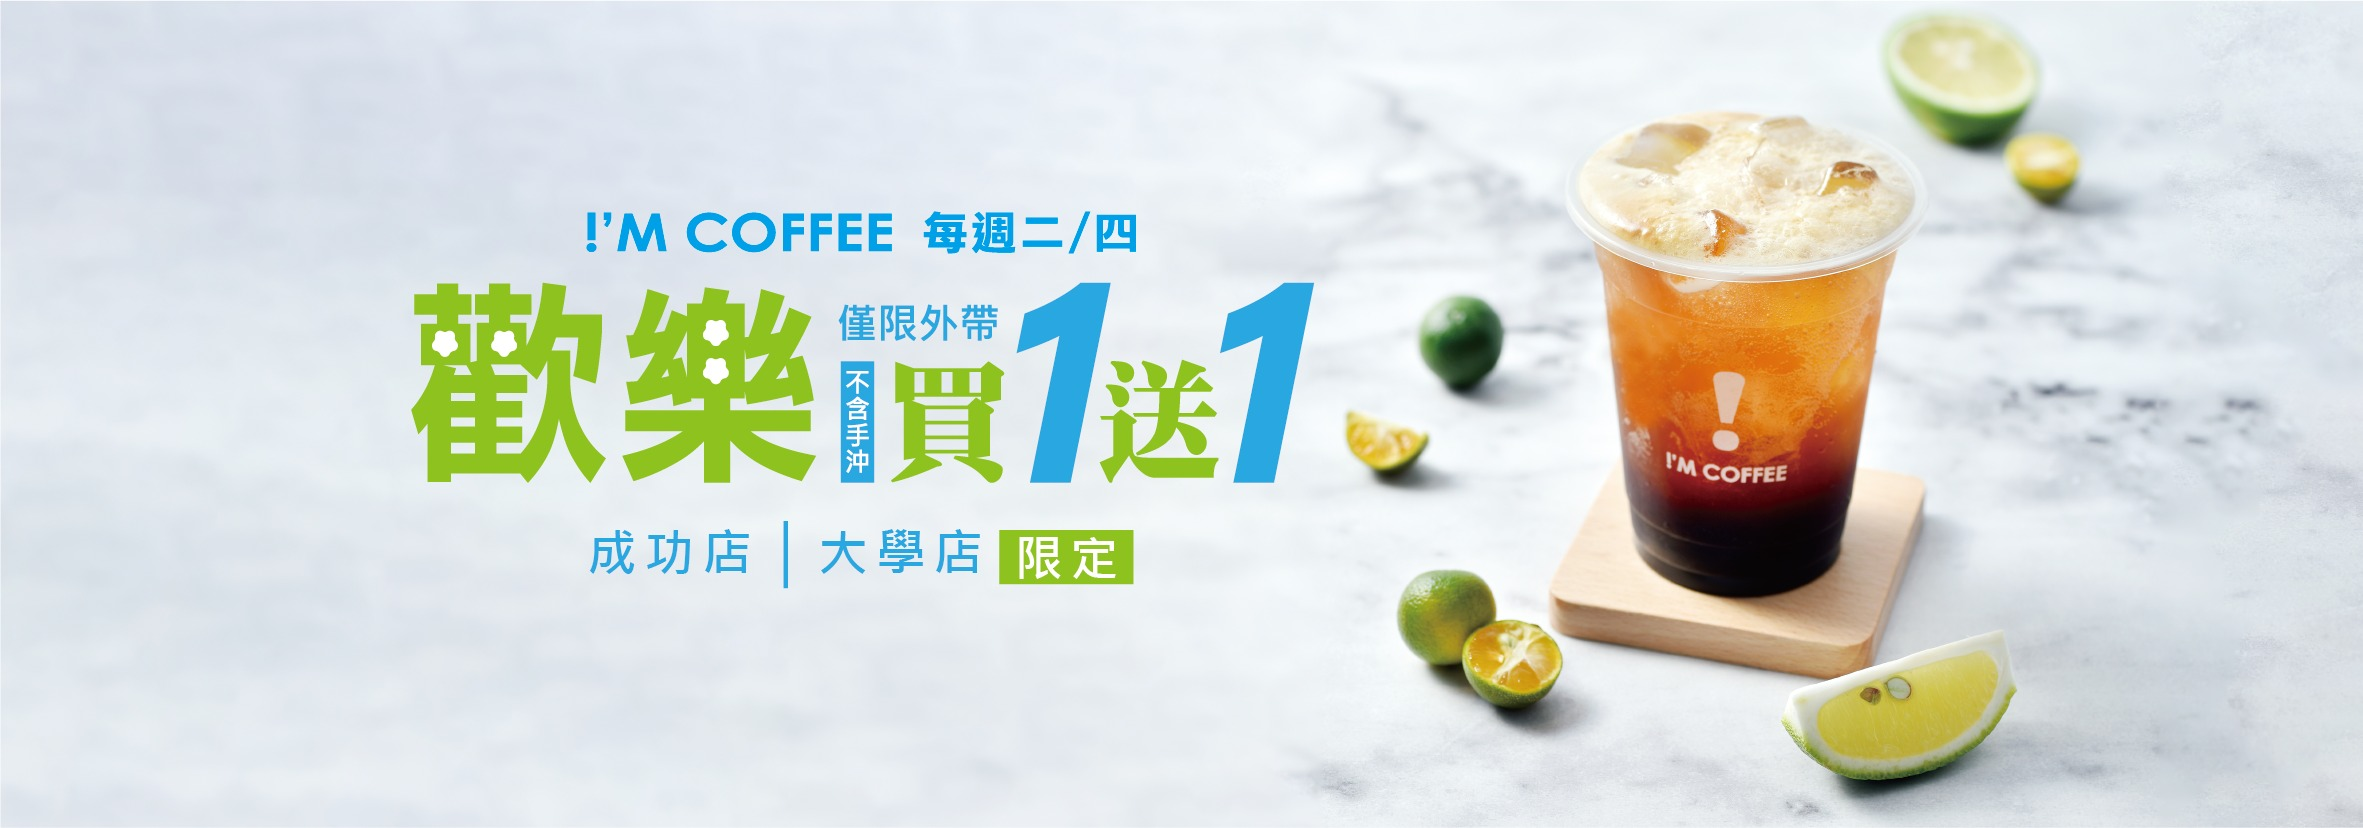 !'M COFFEE 每週二/四
歡樂
僅限外帶
不含手沖
買1送1
成功店｜大學店 限定
!
!'M COFFEE